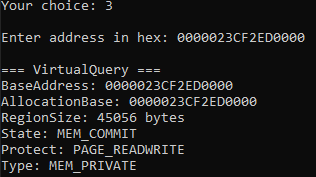 Your choice: 3
Enter address in hex: 0000023CF2ED0000
=== VirtualQuery ===
BaseAddress: 0000023CF2ED0000
AllocationBase: 0000023CF2ED0000
RegionSize: 45056 bytes
State: MEM_COMMIT
Protect: PAGE_READWRITE
Type: MEM_PRIVATE